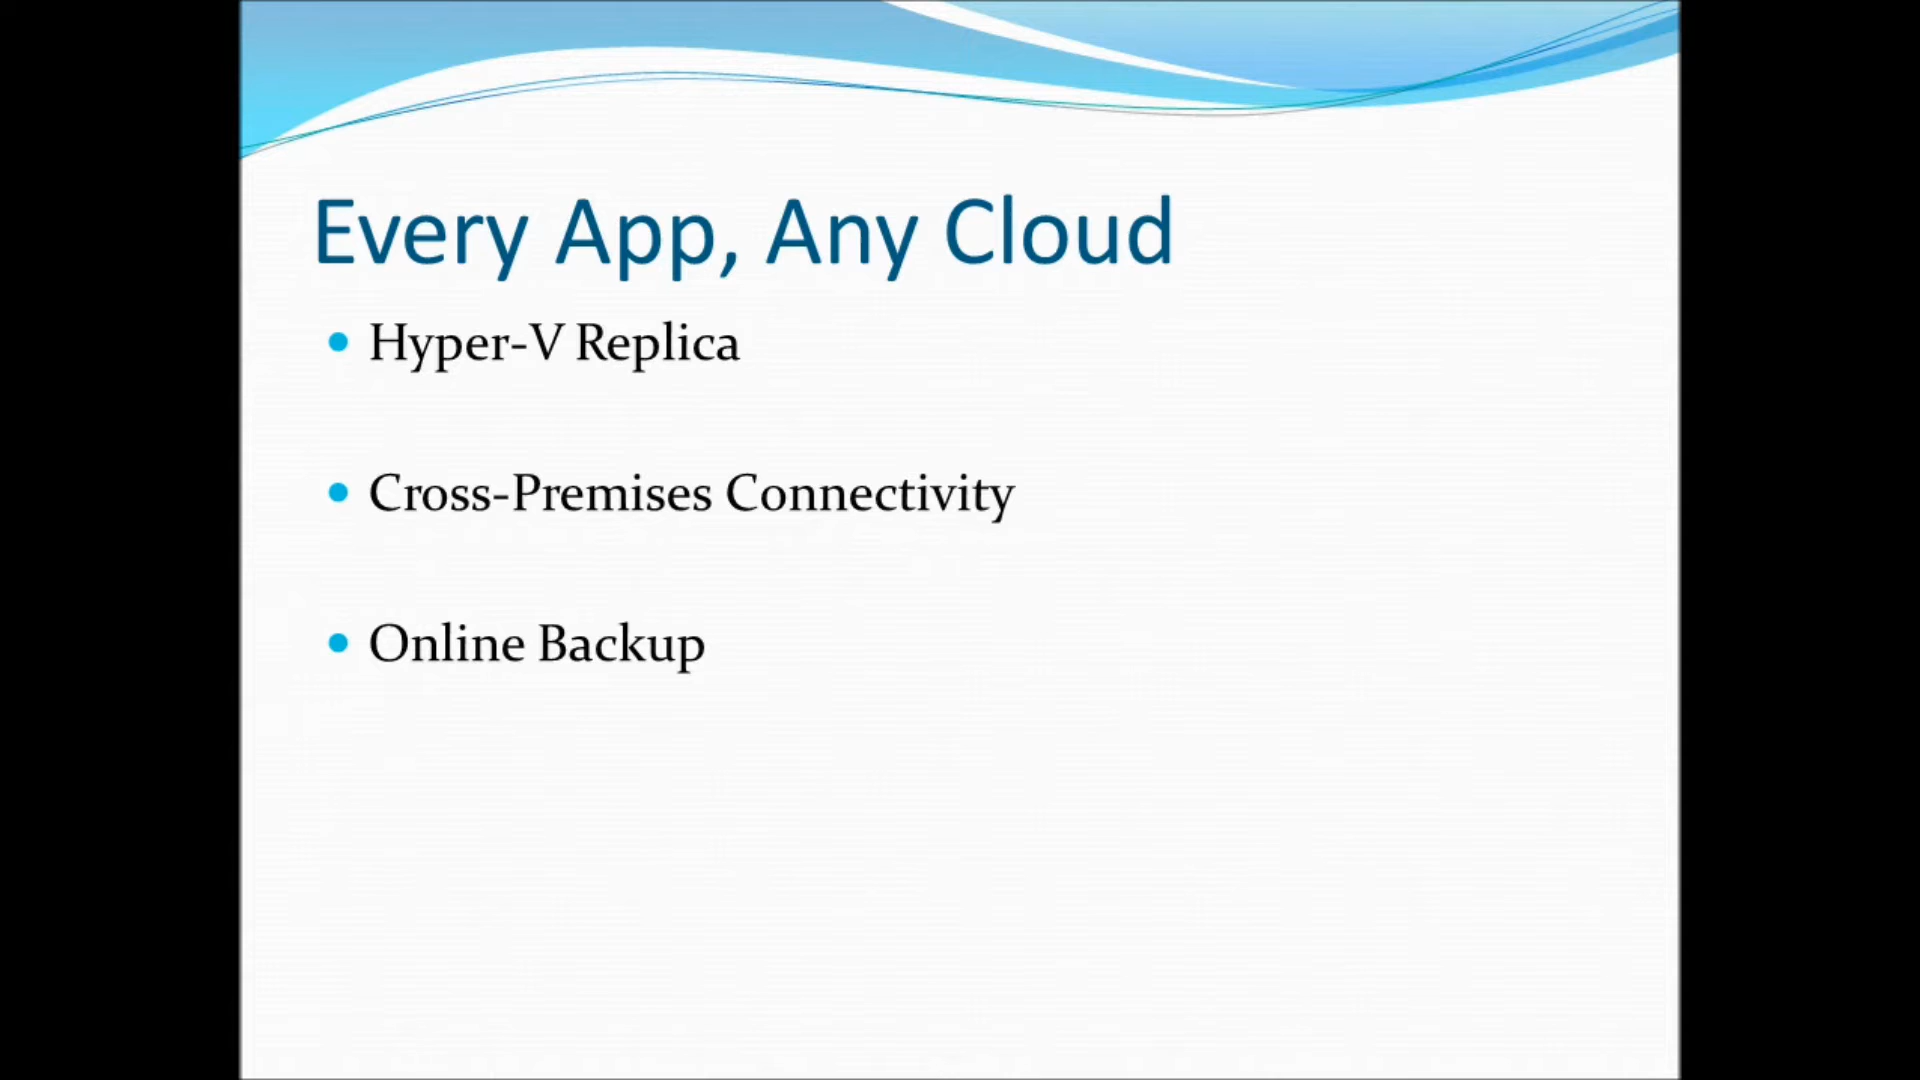 Every App, Any Cloud
Hyper-V Replica
Cross-Premises Connectivity
Online Backup